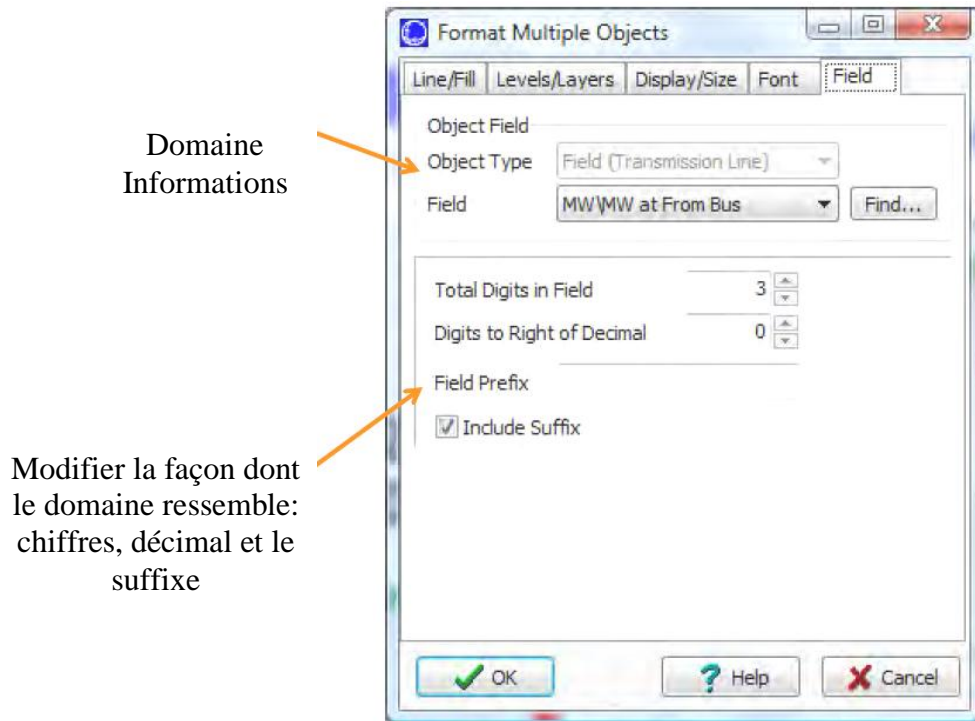 Format Multiple Objects
Line/Fill Levels/Layers Display/Size Font Field
Domaine
Informations
Object Field
Object Type Field (Transmission Line)
Field MW\MW at From Bus Find...
Total Digits in Field 3
Digits to Right of Decimal 0
Field Prefix
Include Suffix
Modifier la façon dont
le domaine ressemble:
chiffres, décimal et le
suffixe
OK Help Cancel